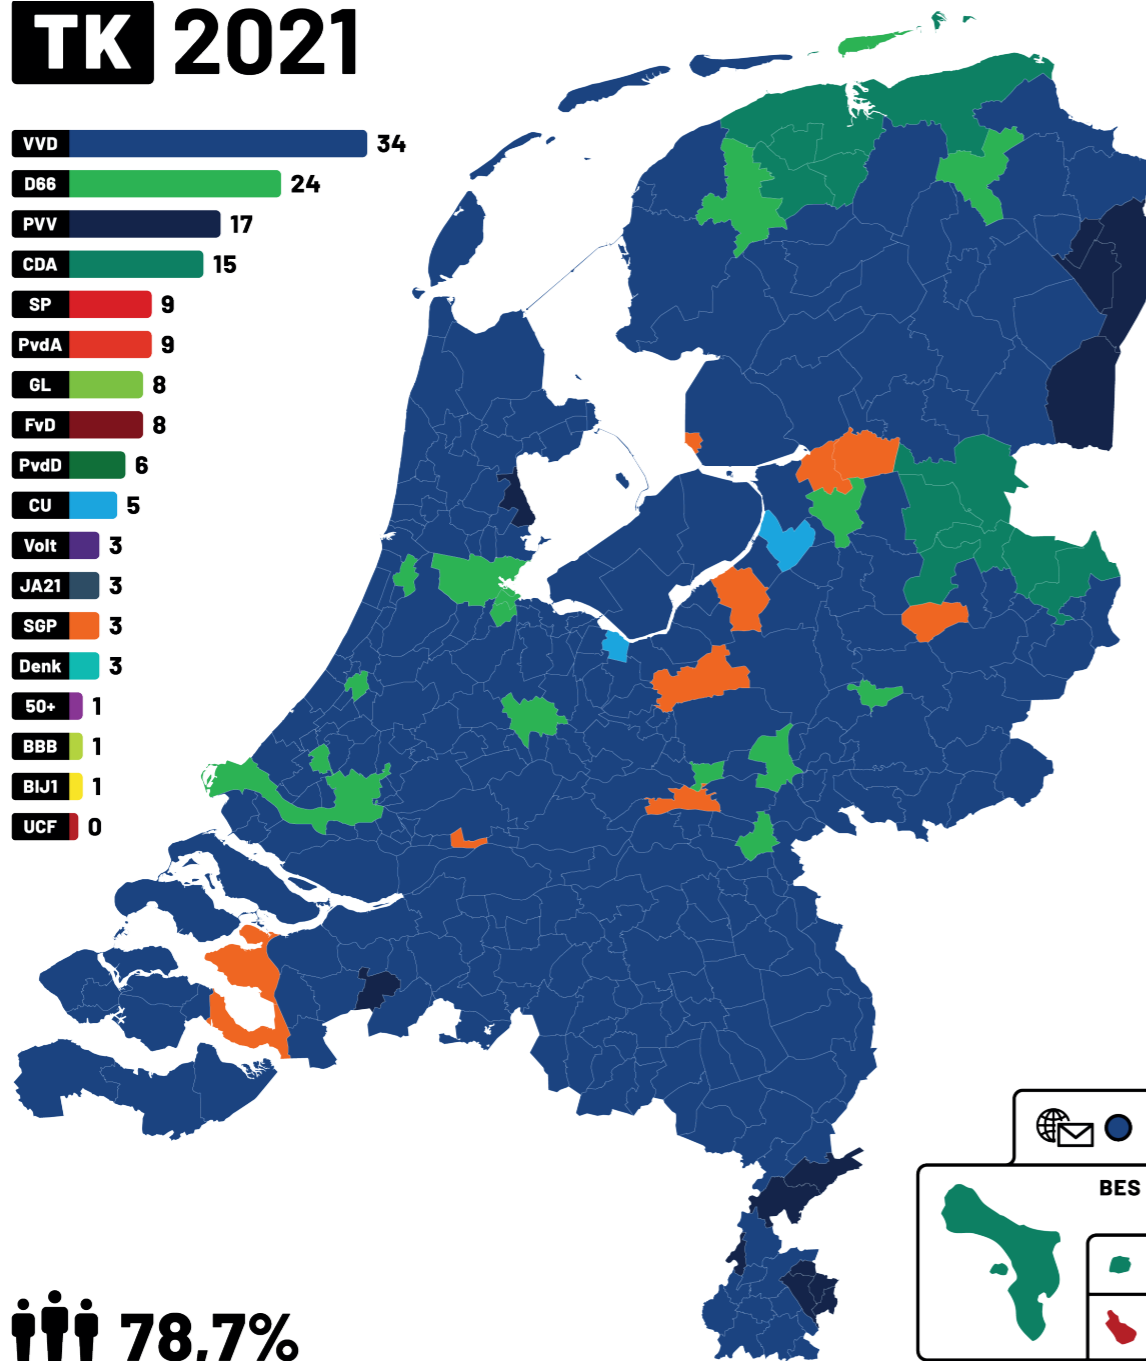 TK 2021
VVD 34
D66 24
PVV 17
CDA 15
SP 9
PvdA 9
GL 8
FvD 8
PvdD 6
CU 5
Volt 3
JA21 3
SGP 3
Denk 3
50+ 1
BBB 1
BIJ1 1
UCF 0
BES
78,7%